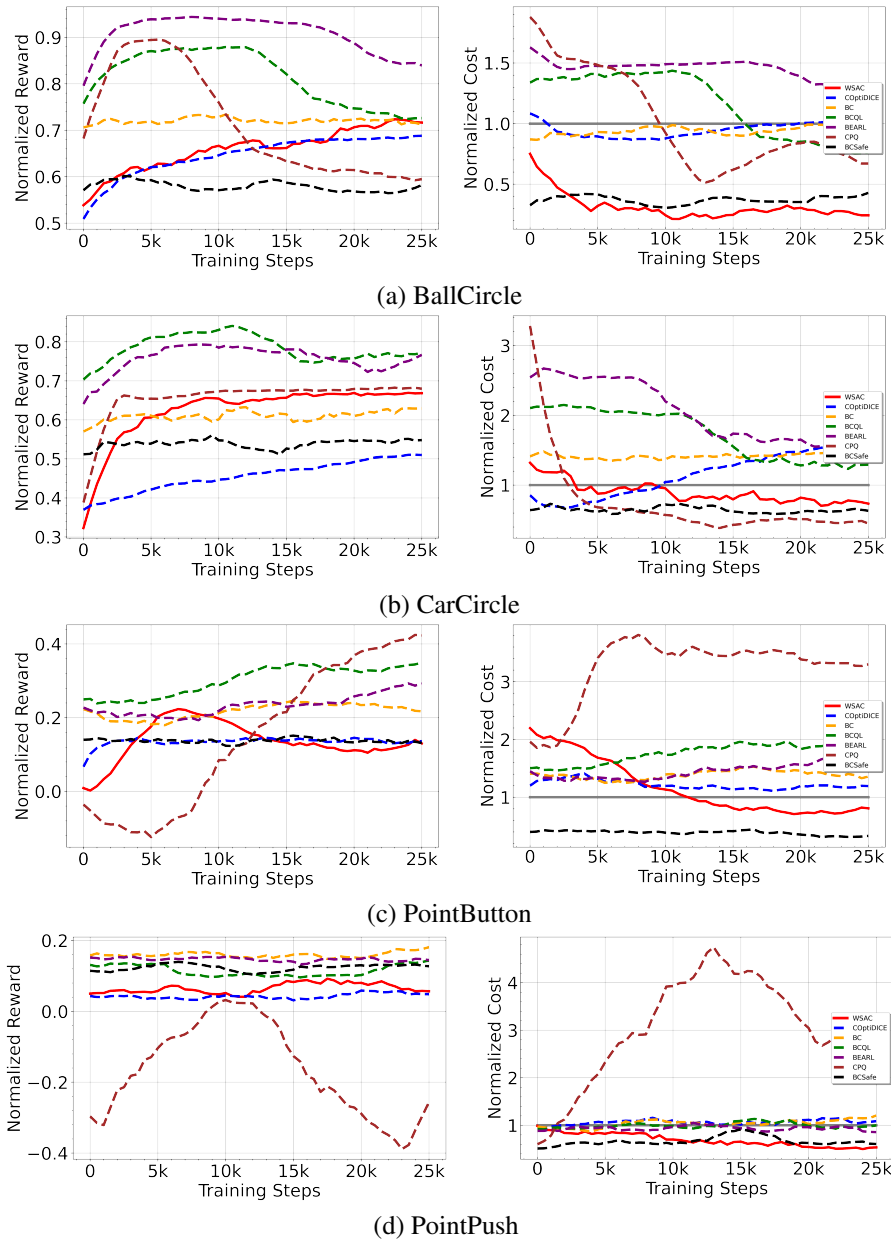 Normalized Reward
0.9
0.8
0.7
0.6
0.5
0
5k
10k
15k
20k
25k
Training Steps
Normalized Cost
1.5
1.0
0.5
0
5k
10k
15k
20k
25k
Training Steps
WSAC
COptiDICE
BC
BCQL
BEARL
CPQ
BCSafe
(a) BallCircle
Normalized Reward
0.8
0.7
0.6
0.5
0.4
0.3
0
5k
10k
15k
20k
25k
Training Steps
Normalized Cost
3
2
1
0
5k
10k
15k
20k
25k
Training Steps
WSAC
COptiDICE
BC
BCQL
BEARL
CPQ
BCSafe
(b) CarCircle
Normalized Reward
0.4
0.2
0.0
0
5k
10k
15k
20k
25k
Training Steps
Normalized Cost
3
2
1
0
5k
10k
15k
20k
25k
Training Steps
WSAC
COptiDICE
BC
BCQL
BEARL
CPQ
BCSafe
(c) PointButton
Normalized Reward
0.2
0.0
−0.2
−0.4
0
5k
10k
15k
20k
25k
Training Steps
Normalized Cost
4
3
2
1
0
5k
10k
15k
20k
25k
Training Steps
WSAC
COptiDICE
BC
BCQL
BEARL
CPQ
BCSafe
(d) PointPush